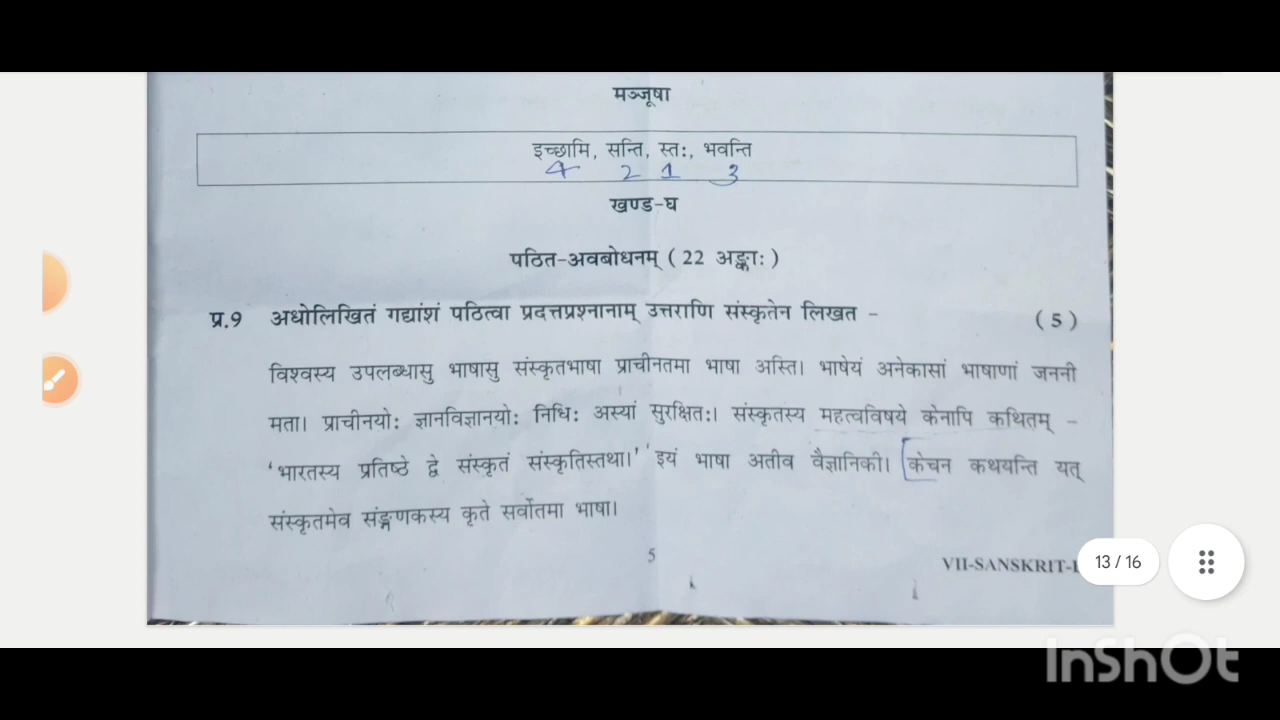 मञ्जूषा
इच्छामि, सन्ति, स्तः, भवन्ति
4 2 1 3
खण्ड-घ
पठित-अवबोधनम् ( 22 अङ्काः )
प्र.9 अधोलिखितं गद्यांशं पठित्वा प्रदत्तप्रश्नानाम् उत्तराणि संस्कृतेन लिखत - ( 5 )
विश्वस्य उपलब्धासु भाषासु संस्कृतभाषा प्राचीनतमा भाषा अस्ति। भाषेयं अनेकासां भाषाणां जननी
मता। प्राचीनयोः ज्ञानविज्ञानयोः निधिः अस्यां सुरक्षितः। संस्कृतस्य महत्वविषये केनापि कथितम् -
‘भारतस्य प्रतिष्ठे द्वे संस्कृतं संस्कृतिस्तथा।’ ‘इयं भाषा अतीव वैज्ञानिकी। केचन कथयन्ति यत्
संस्कृतमेव संङ्गणकस्य कृते सर्वोतमा भाषा।
5
VII-SANSKRIT-
13 / 16
InShOt